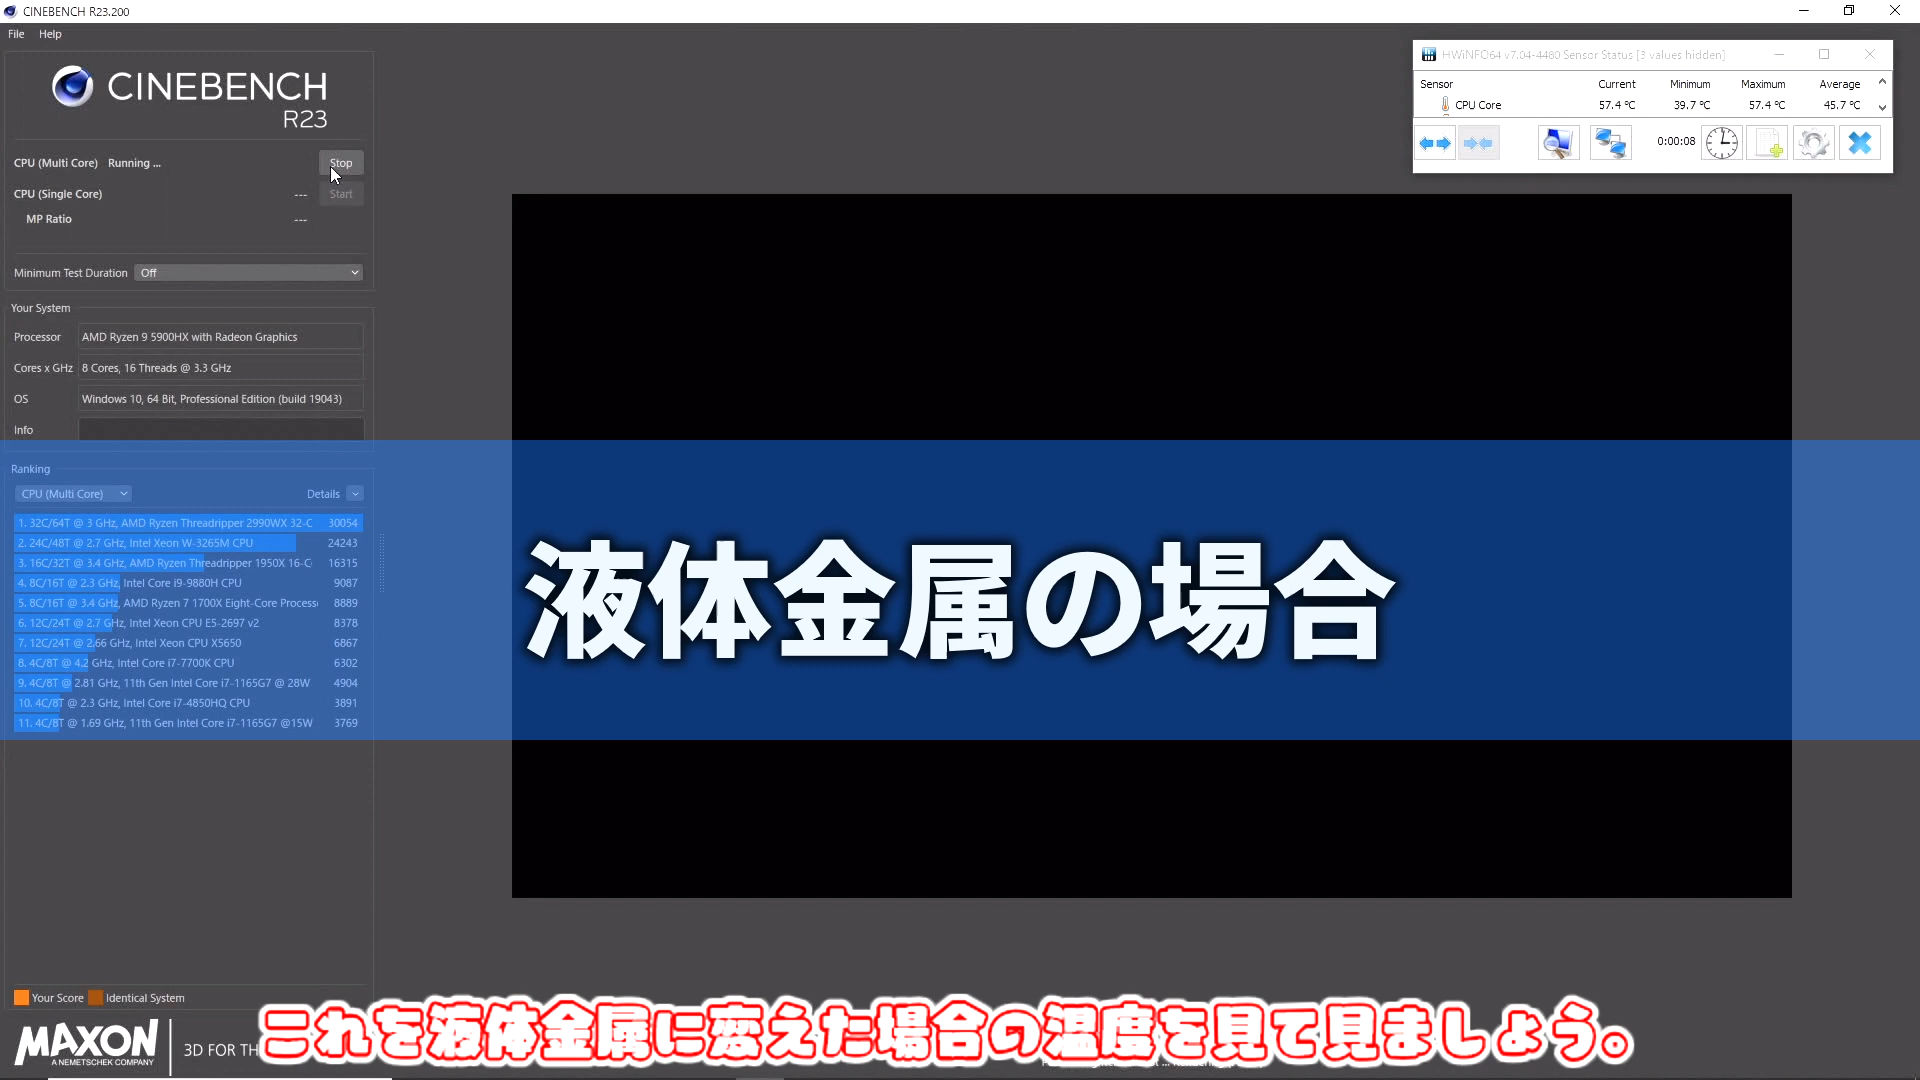 CINEBENCH R23.200
File Help
CINEBENCH
R23
CPU (Multi Core) Running ... Stop
CPU (Single Core) --- Start
MP Ratio ---
Minimum Test Duration Off
Your System
Processor AMD Ryzen 9 5900HX with Radeon Graphics
Cores x GHz 8 Cores, 16 Threads @ 3.3 GHz
OS Windows 10, 64 Bit, Professional Edition (build 19043)
Info
Ranking
CPU (Multi Core) Details
1. 32C/64T @ 3 GHz, AMD Ryzen Threadripper 2990WX 32-C 30054
2. 24C/48T @ 2.7 GHz, Intel Xeon W-3265M CPU 24243
3. 16C/32T @ 3.4 GHz, AMD Ryzen Threadripper 1950X 16-C 16315
4. 8C/16T @ 2.3 GHz, Intel Core i9-9880H CPU 9087
5. 8C/16T @ 3.4 GHz, AMD Ryzen 7 1700X Eight-Core Process 8889
6. 12C/24T @ 2.7 GHz, Intel Xeon CPU E5-2697 v2 8378
7. 12C/24T @ 2.66 GHz, Intel Xeon CPU X5650 6867
8. 4C/8T @ 4.2 GHz, Intel Core i7-7700K CPU 6302
9. 4C/8T @ 2.81 GHz, 11th Gen Intel Core i7-1165G7 @ 28W 4904
10. 4C/8T @ 2.3 GHz, Intel Core i7-4850HQ CPU 3891
11. 4C/8T @ 1.69 GHz, 11th Gen Intel Core i7-1165G7 @15W 3769
Your Score Identical System
MAXON
A NEMETSCHEK COMPANY
3D FOR TH
HWiNFO64 v7.04-4480 Sensor Status [3 values hidden]
Sensor Current Minimum Maximum Average
CPU Core 57.4 °C 39.7 °C 57.4 °C 45.7 °C
0:00:08
液体金属の場合
これを液体金属に変えた場合の温度を見て見ましょう。